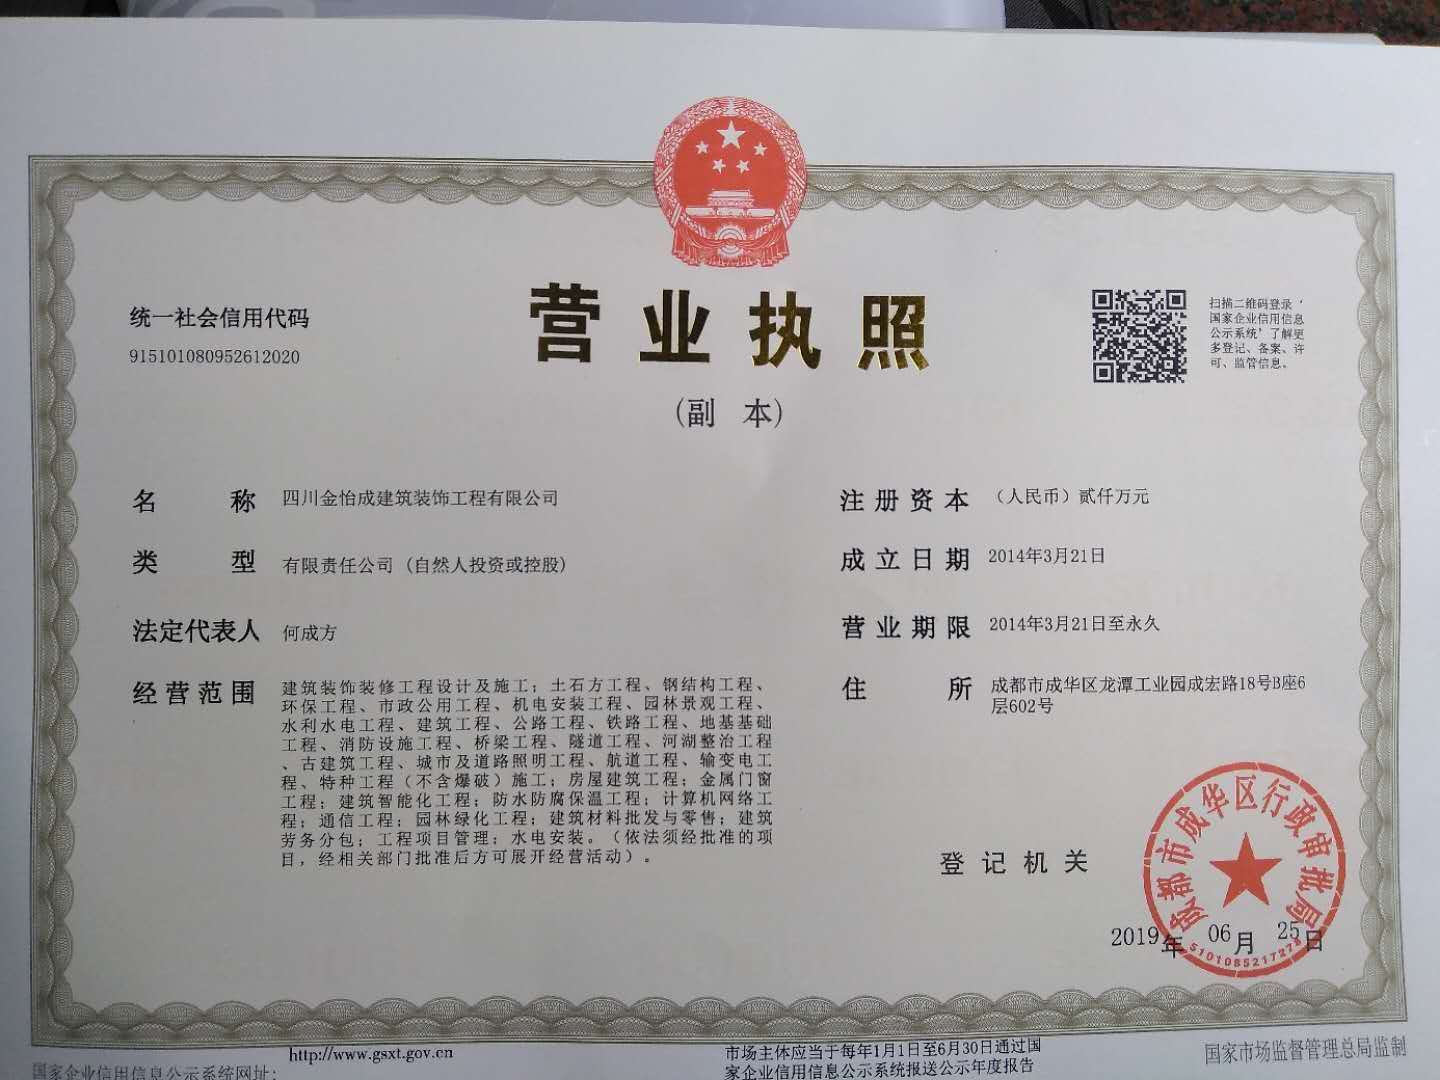 营业执照
(副 本)
统一社会信用代码
915101080952612020
扫描二维码登录'
国家企业信用信息
公示系统'了解更
多登记、备案、许
可、监管信息。
名 称 四川金怡成建筑装饰工程有限公司
类 型 有限责任公司 (自然人投资或控股)
法定代表人 何成方
经营范围 建筑装饰装修工程设计及施工；土石方工程、钢结构工程、
环保工程、市政公用工程、机电安装工程、园林景观工程、
水利水电工程、建筑工程、公路工程、铁路工程、地基基础
工程、消防设施工程、桥梁工程、隧道工程、河湖整治工程
、古建筑工程、城市及道路照明工程、航道工程、输变电工
程、特种工程（不含爆破）施工；房屋建筑工程；金属门窗
工程；建筑智能化工程；防水防腐保温工程；计算机网络工
程；通信工程；园林绿化工程；建筑材料批发与零售；建筑
劳务分包；工程项目管理；水电安装。（依法须经批准的项
目，经相关部门批准后方可展开经营活动）。
注册资本 （人民币）贰仟万元
成立日期 2014年3月21日
营业期限 2014年3月21日至永久
住 所 成都市成华区龙潭工业园成宏路18号B座6
层602号
登记机关
成都市成华区行政审批局
5101085217278
2019年 06月 25日
国家企业信用信息公示系统网址:
http://www.gsxt.gov.cn
市场主体应当于每年1月1日至6月30日通过国
家企业信用信息公示系统报送公示年度报告
国家市场监督管理总局监制